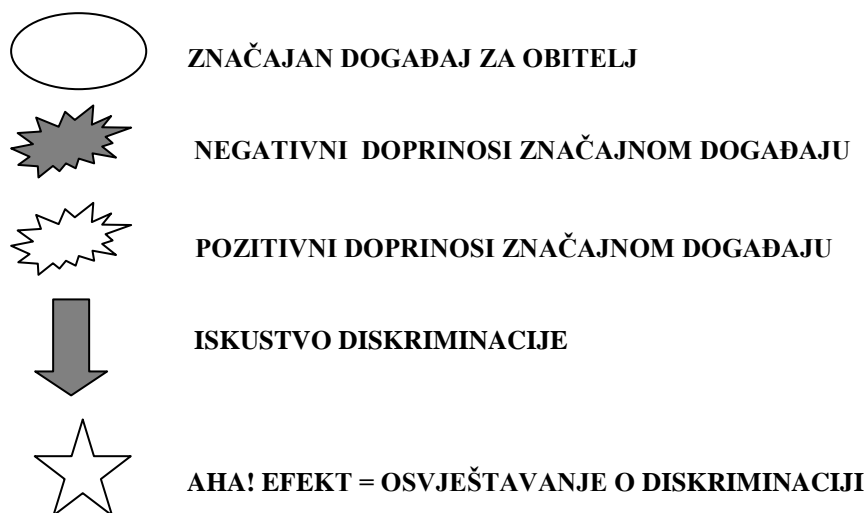 ZNAČAJAN DOGAĐAJ ZA OBITELJ
NEGATIVNI DOPRINOSI ZNAČAJNOM DOGAĐAJU
POZITIVNI DOPRINOSI ZNAČAJNOM DOGAĐAJU
ISKUSTVO DISKRIMINACIJE
AHA! EFEKT = OSVJEŠTAVANJE O DISKRIMINACIJI